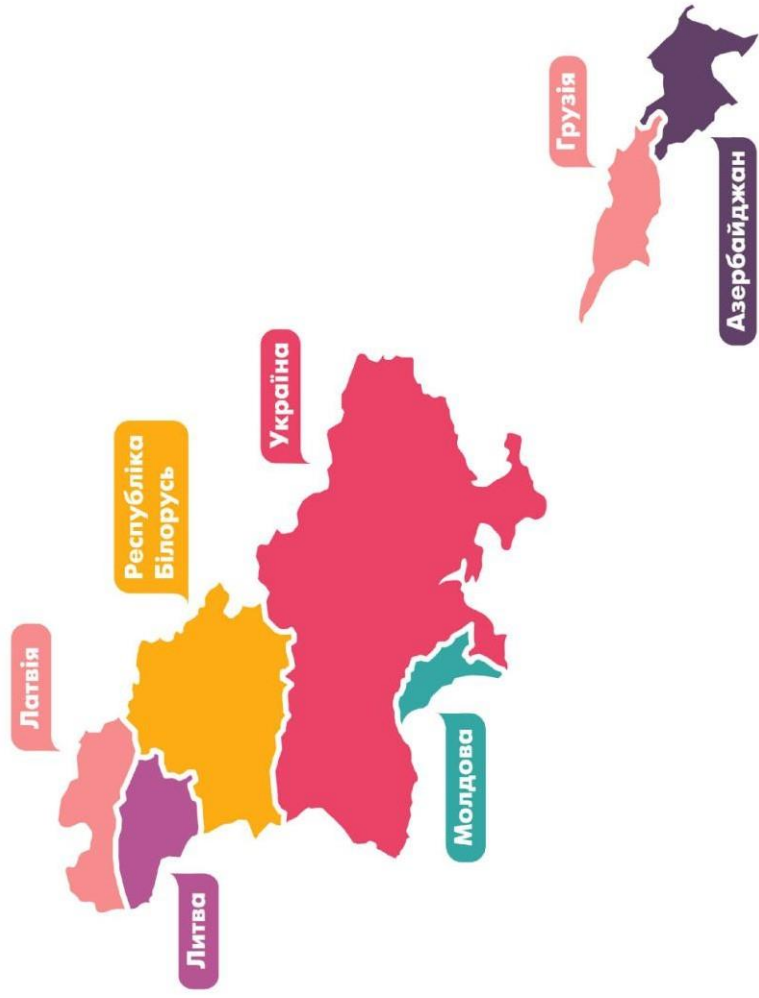 Латвія
Литва
Республіка
Білорусь
Україна
Молдова
Грузія
Азербайджан